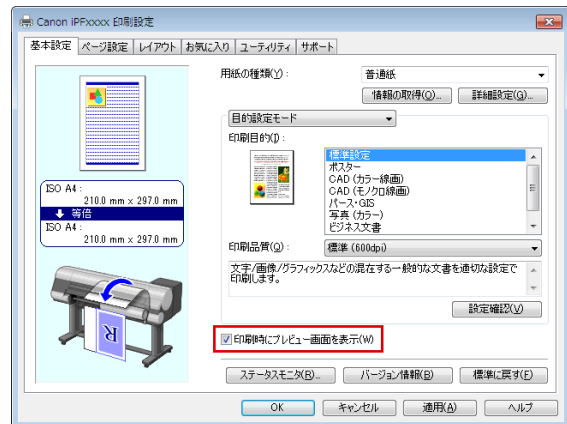 Canon iPFxxxx 印刷設定
基本設定 ページ設定 レイアウト お気に入り ユーティリティ サポート
用紙の種類(Y): 普通紙
情報の取得(Q)... 詳細設定(G)...
目的設定モード
印刷目的(J):
標準設定
ポスター
CAD (カラー線画)
CAD (モノクロ線画)
パース・GIS
写真 (カラー)
ビジネス文書
ISO A4 :
210.0 mm x 297.0 mm
等倍
ISO A4 :
210.0 mm x 297.0 mm
印刷品質(Q): 標準 (600dpi)
文字/画像/グラフィックスなどの混在する一般的な文書を適切な設定で
印刷します。
設定確認(V)
R
印刷時にプレビュー画面を表示(W)
ステータスモニタ(R)... バージョン情報(B) 標準に戻す(F)
OK キャンセル 適用(A) ヘルプ